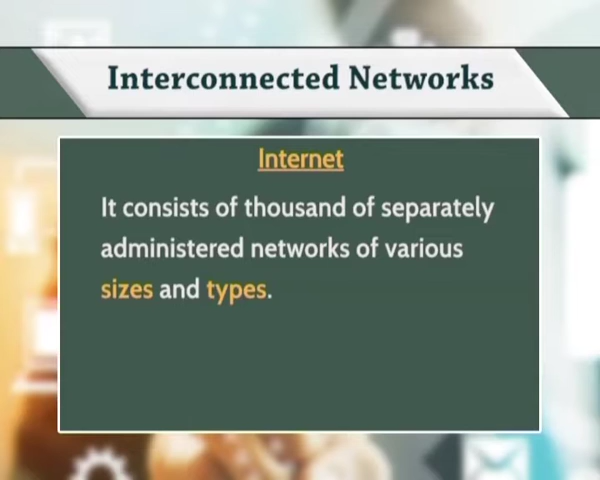 Interconnected Networks
Internet
It consists of thousand of separately
administered networks of various
sizes and types.